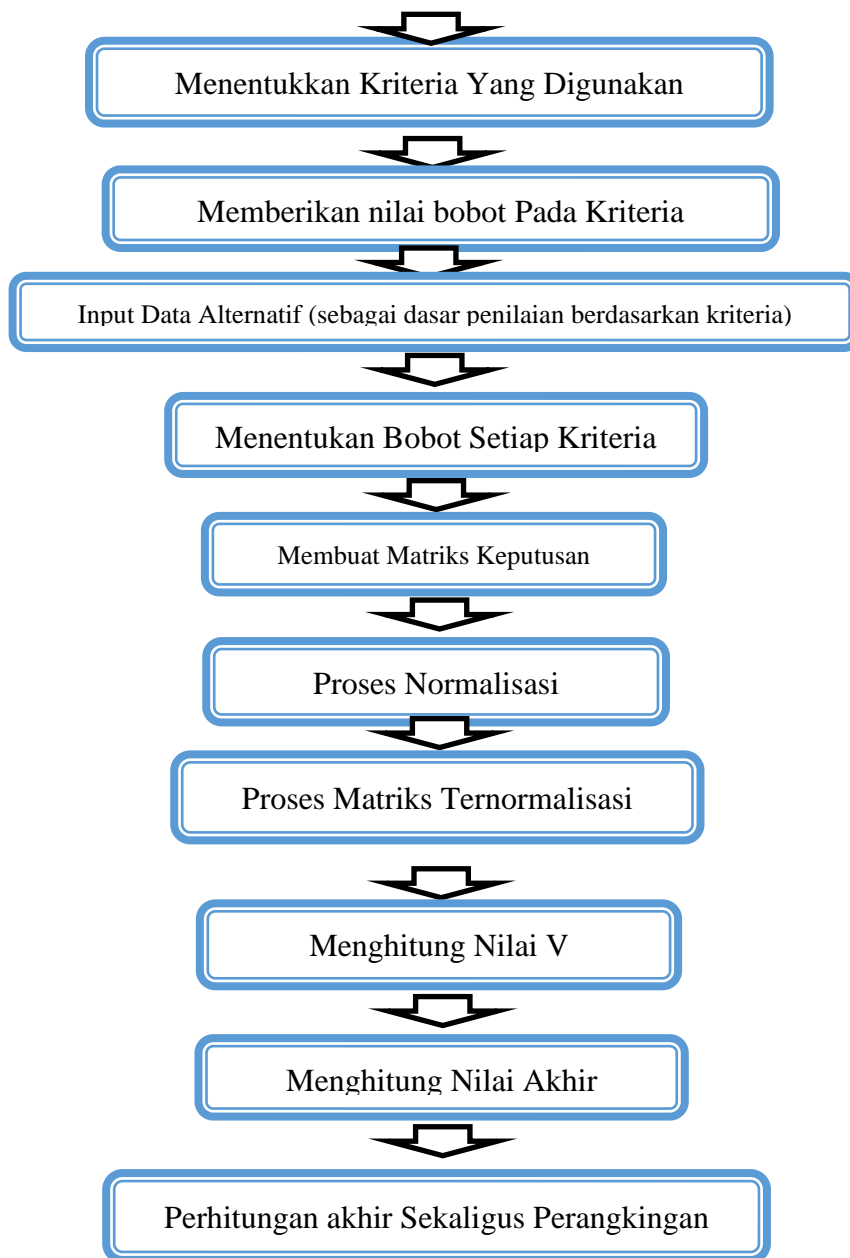 Menentukkan Kriteria Yang Digunakan
Memberikan nilai bobot Pada Kriteria
Input Data Alternatif (sebagai dasar penilaian berdasarkan kriteria)
Menentukan Bobot Setiap Kriteria
Membuat Matriks Keputusan
Proses Normalisasi
Proses Matriks Ternormalisasi
Menghitung Nilai V
Menghitung Nilai Akhir
Perhitungan akhir Sekaligus Perangkingan